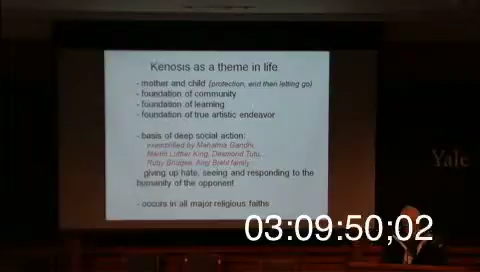 Kenosis as a theme in life
- mother and child (protection, and then letting go)
- foundation of community
- foundation of learning
- foundation of true artistic endeavor
- basis of deep social action:
exemplified by Mahatma Gandhi,
Martin Luther King, Desmond Tutu,
Ruby Bridges, Amy Biehl family
giving up hate, seeing and responding to the
humanity of the opponent
- occurs in all major religious faiths
Yale
03:09:50;02